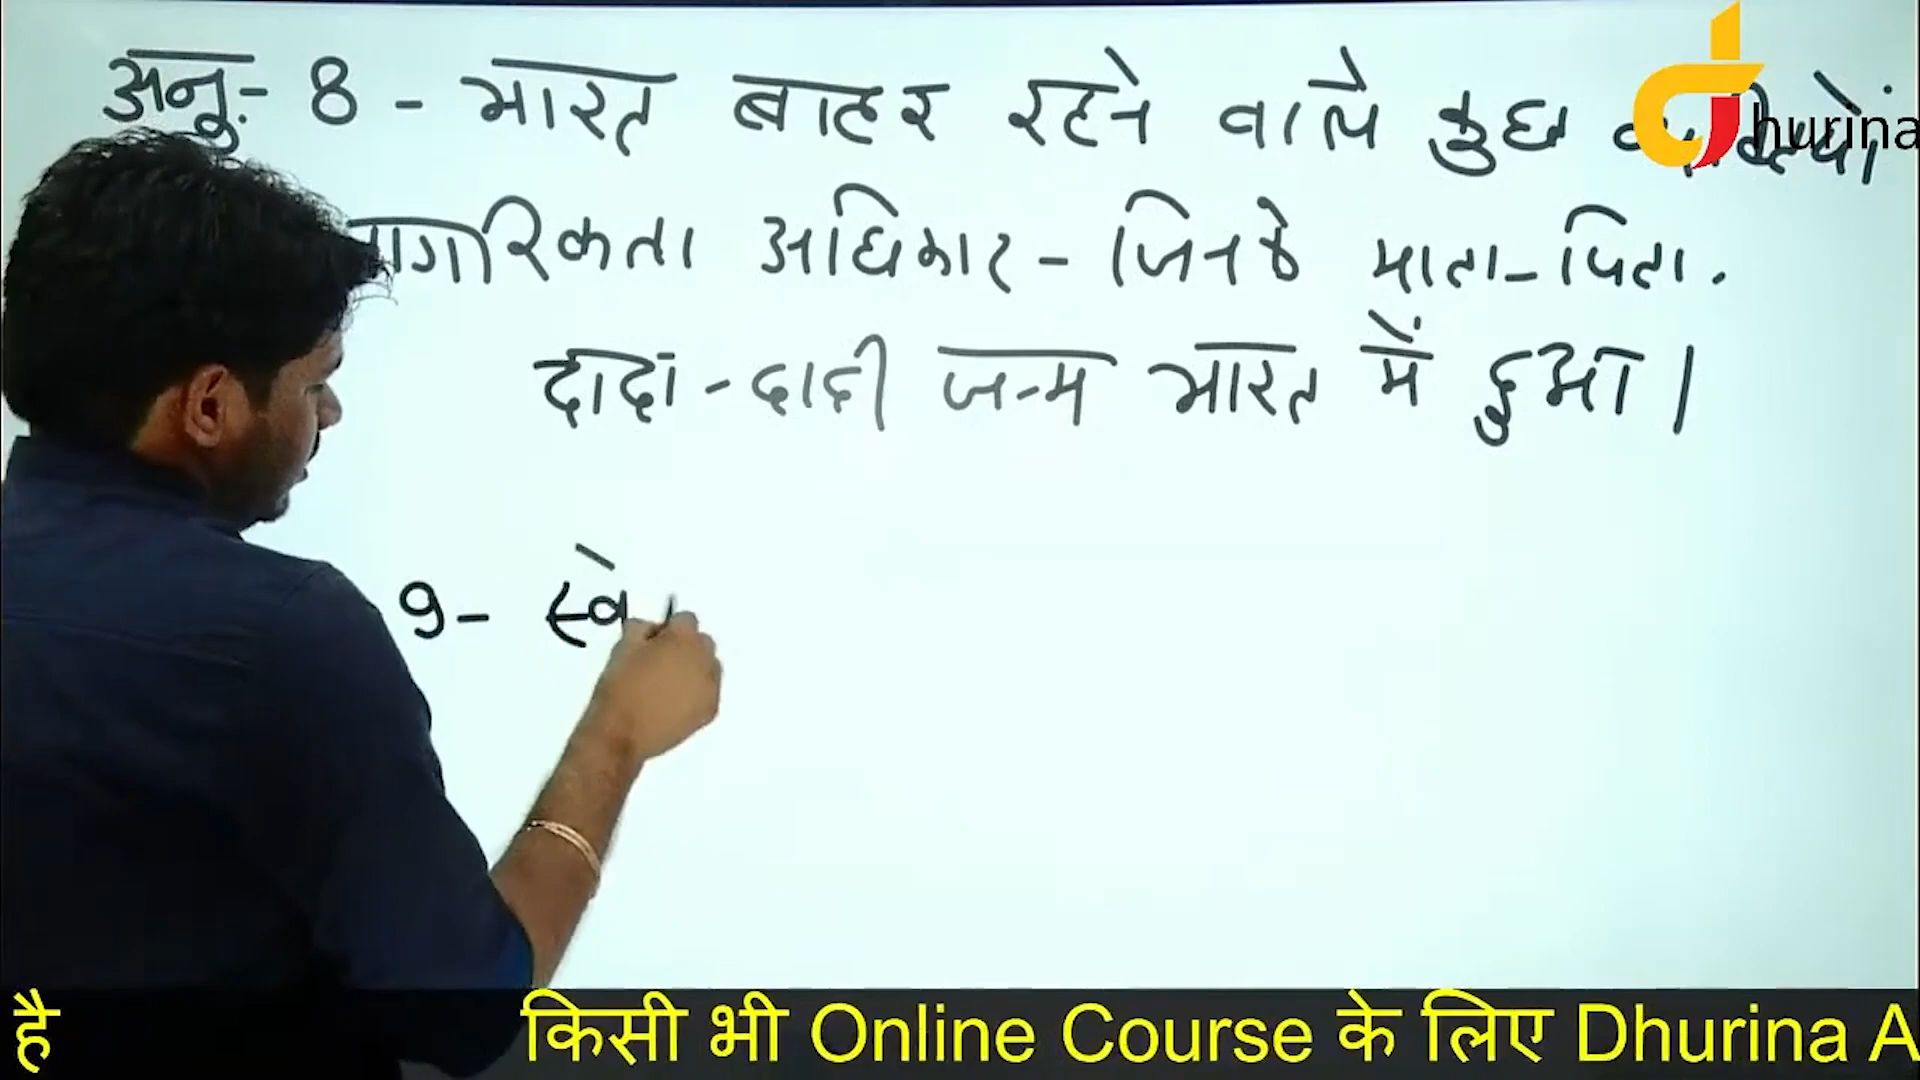 अनु:- 8 - भारत बाहर रहने वाले कुछ
hurina
नागरिकता अधिकार - जिनके माता-पिता.
दादा - दादी जन्म भारत में हुआ।
9 - स्वे
है किसी भी Online Course के लिए Dhurina A